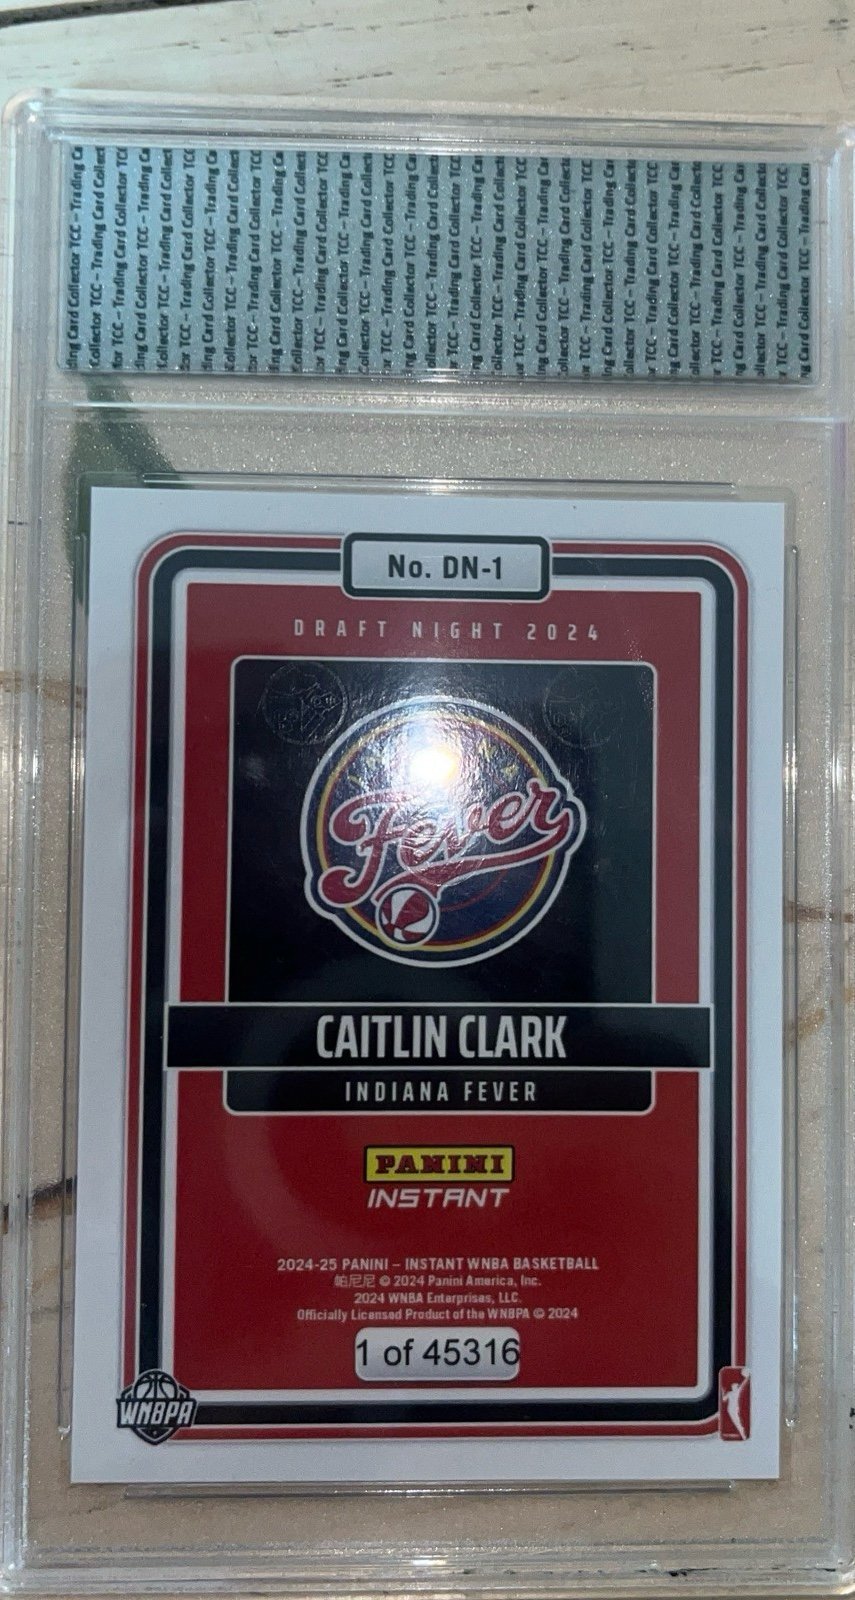 TCC - Trading Card Collector
No. DN-1
DRAFT NIGHT 2024
Fever
CAITLIN CLARK
INDIANA FEVER
PANINI
INSTANT
2024-25 PANINI – INSTANT WNBA BASKETBALL
帕尼尼 © 2024 Panini America, Inc.
2024 WNBA Enterprises, LLC.
Officially Licensed Product of the WNBPA © 2024
1 of 45316
WNBPA